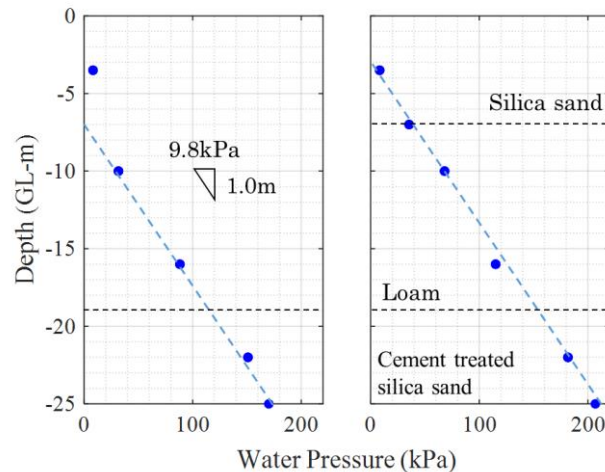 0
-5
-10
-15
-20
-25
Depth (GL-m)
9.8kPa
1.0m
0
100
200
Silica sand
Loam
Cement treated
silica sand
0
100
200
Water Pressure (kPa)